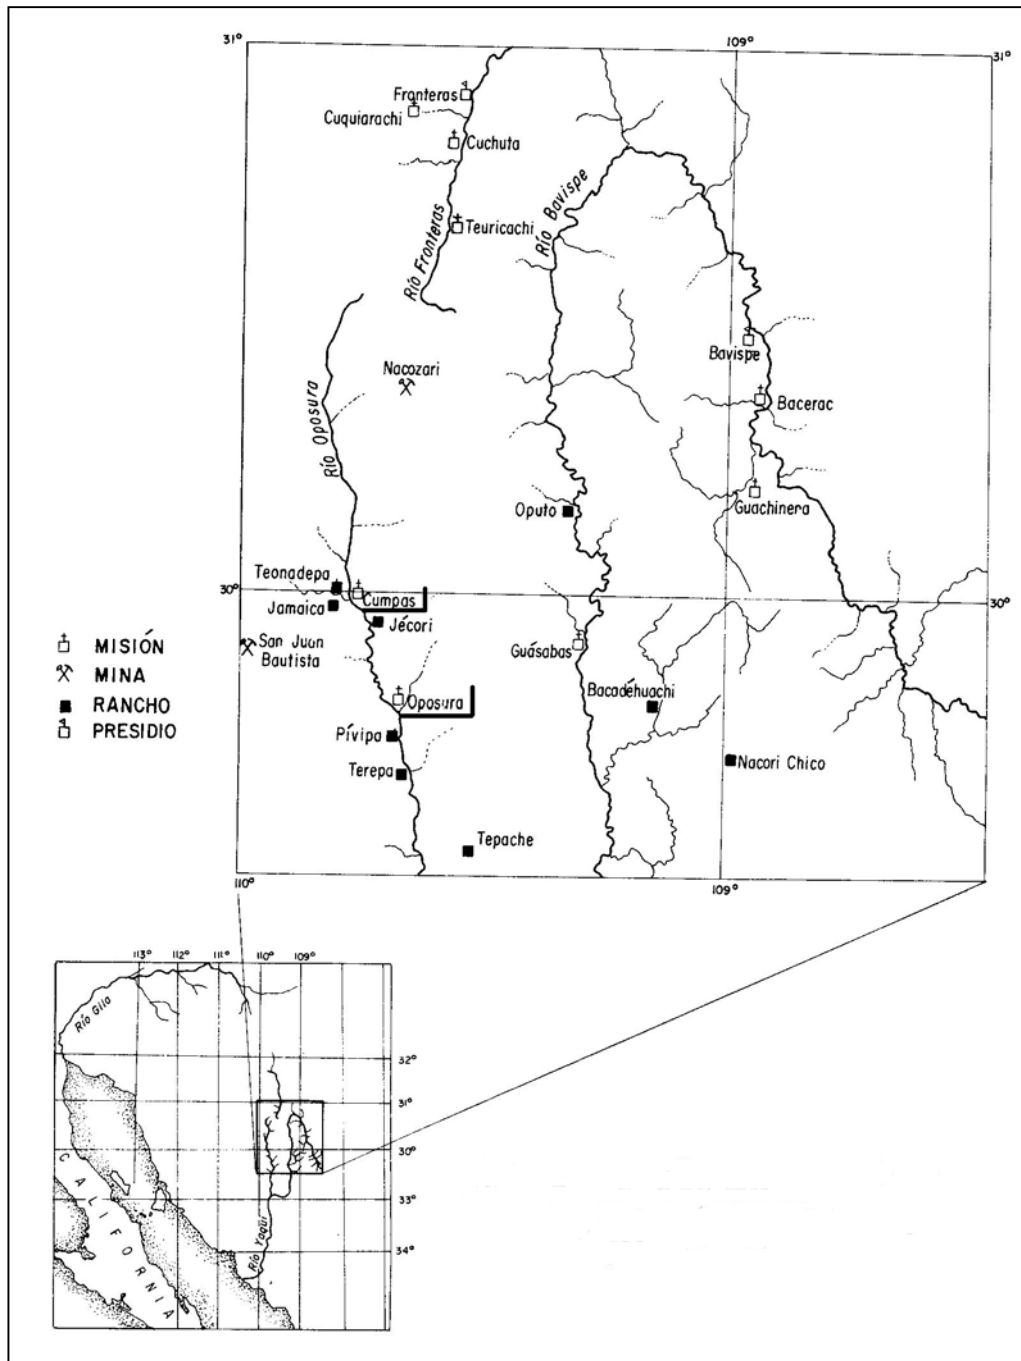 31°
109°
31°
Fronteras
Cuquiarachi
Cuchuta
Río Bavispe
Teuricachi
Río Fronteras
Bavispe
Nacozari
Bacerac
Río Oposura
Guachinera
Oputo
Teonadepa
30°
Cumpas
30°
Jamaica
Jécori
MISIÓN
San Juan
Bautista
Guásabas
MINA
Bacadéhuachi
RANCHO
Oposura
PRESIDIO
Pívipa
Nacori Chico
Terepa
Tepache
110°
109°
113° 112° 111° 110° 109°
Río Gila
32°
31°
30°
33°
34°
Río Yaqui
CALIFORNIA